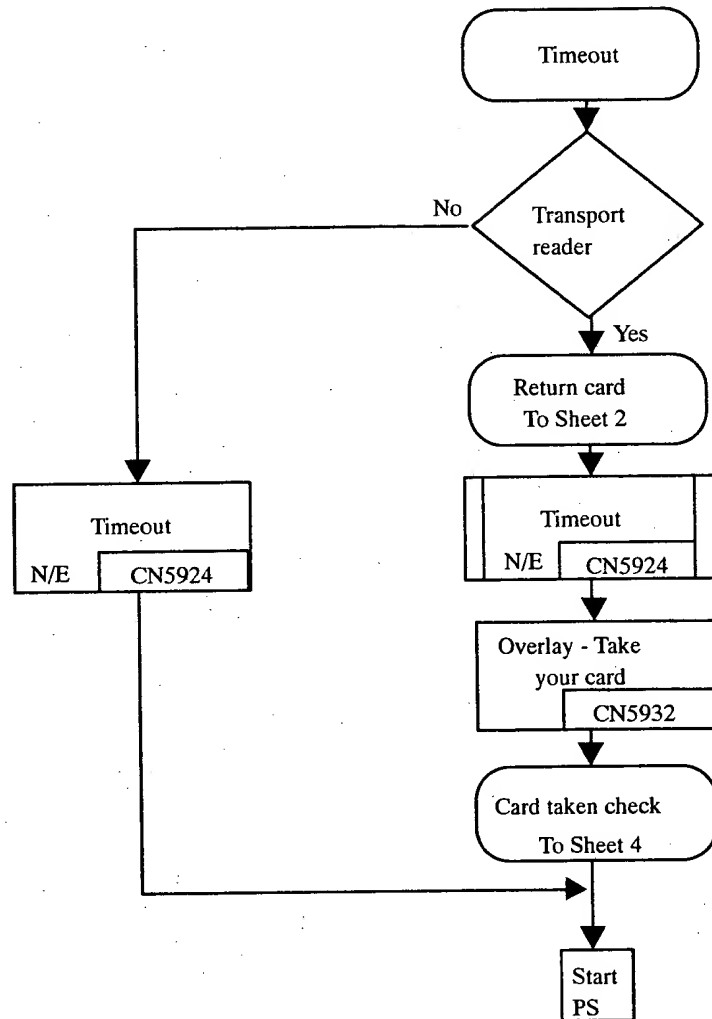 Timeout
No
Transport
reader
Yes
Return card
To Sheet 2
Timeout
N/E
CN5924
Timeout
N/E
CN5924
Overlay - Take
your card
CN5932
Card taken check
To Sheet 4
Start
PS